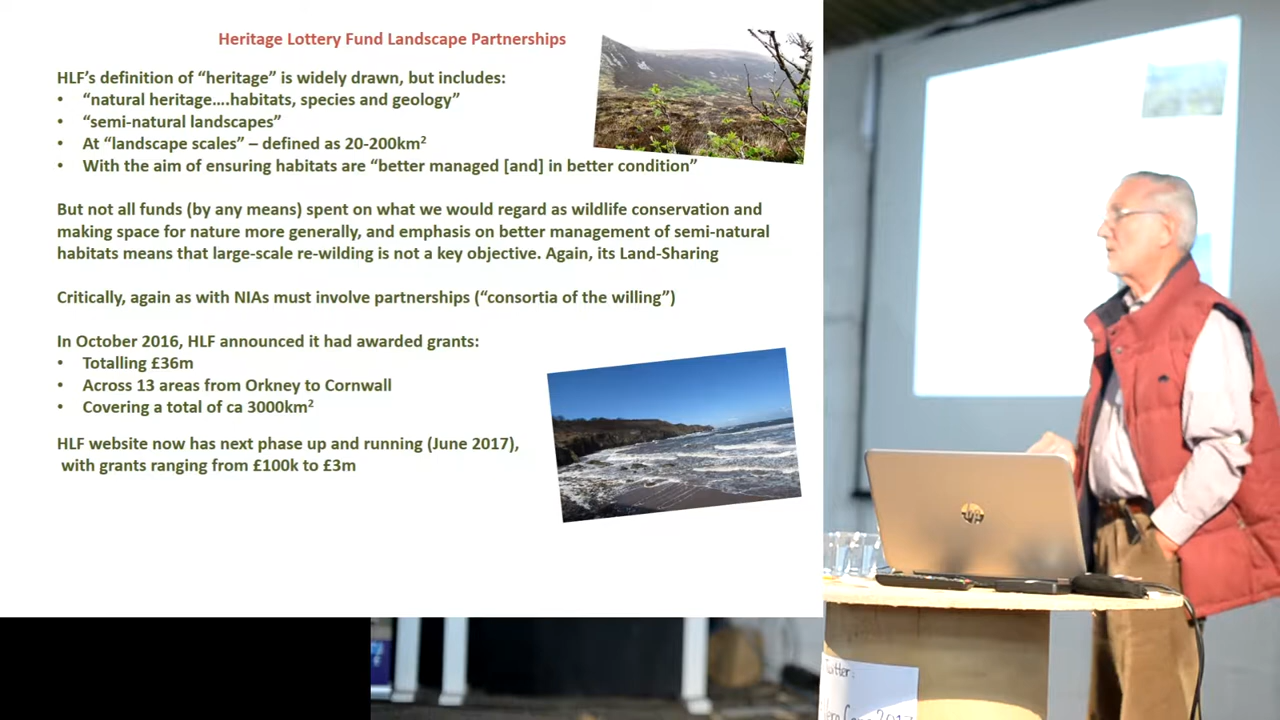 Heritage Lottery Fund Landscape Partnerships
HLF's definition of “heritage” is widely drawn, but includes:
• “natural heritage….habitats, species and geology”
• “semi-natural landscapes”
• At “landscape scales” – defined as 20-200km²
• With the aim of ensuring habitats are “better managed [and] in better condition”
But not all funds (by any means) spent on what we would regard as wildlife conservation and
making space for nature more generally, and emphasis on better management of semi-natural
habitats means that large-scale re-wilding is not a key objective. Again, its Land-Sharing
Critically, again as with NIAs must involve partnerships (“consortia of the willing”)
In October 2016, HLF announced it had awarded grants:
• Totalling £36m
• Across 13 areas from Orkney to Cornwall
• Covering a total of ca 3000km²
HLF website now has next phase up and running (June 2017),
with grants ranging from £100k to £3m
hp